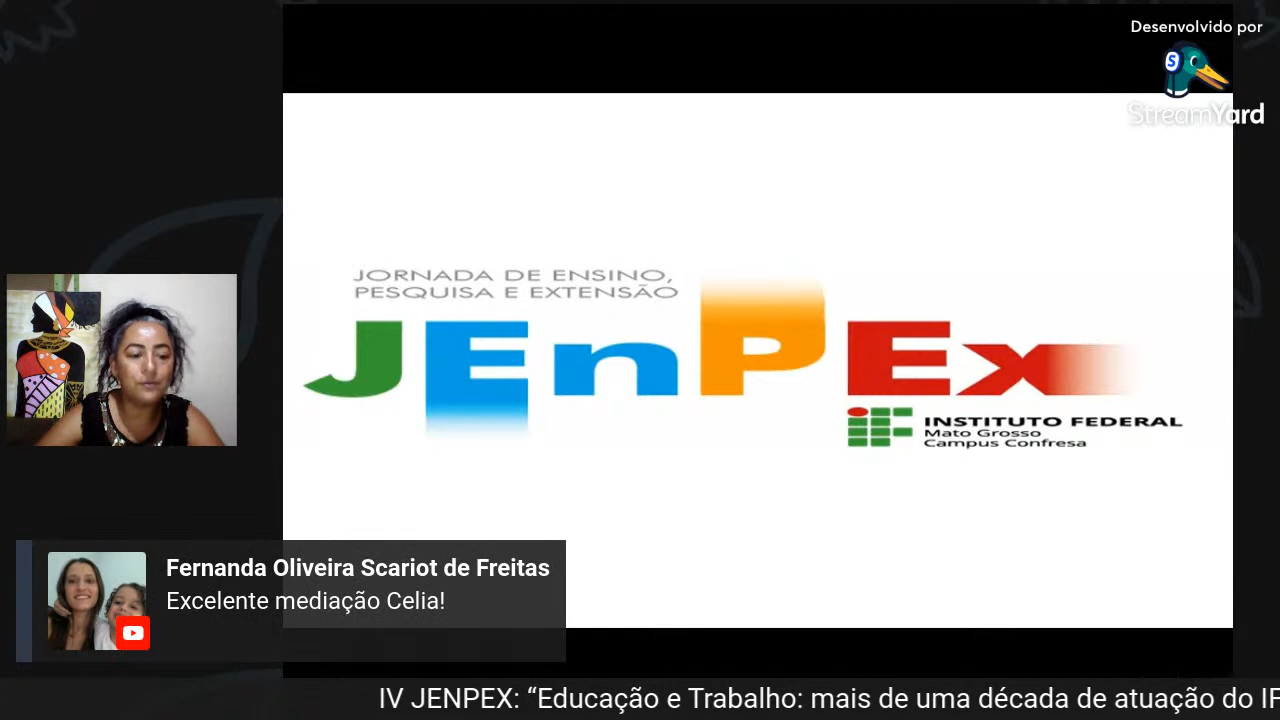 Desenvolvido por
S
StreamYard
JORNADA DE ENSINO,
PESQUISA E EXTENSÃO
JEnPEx
INSTITUTO FEDERAL
Mato Grosso
Campus Confresa
Fernanda Oliveira Scariot de Freitas
Excelente mediação Celia!
IV JENPEX: “Educação e Trabalho: mais de uma década de atuação do IF